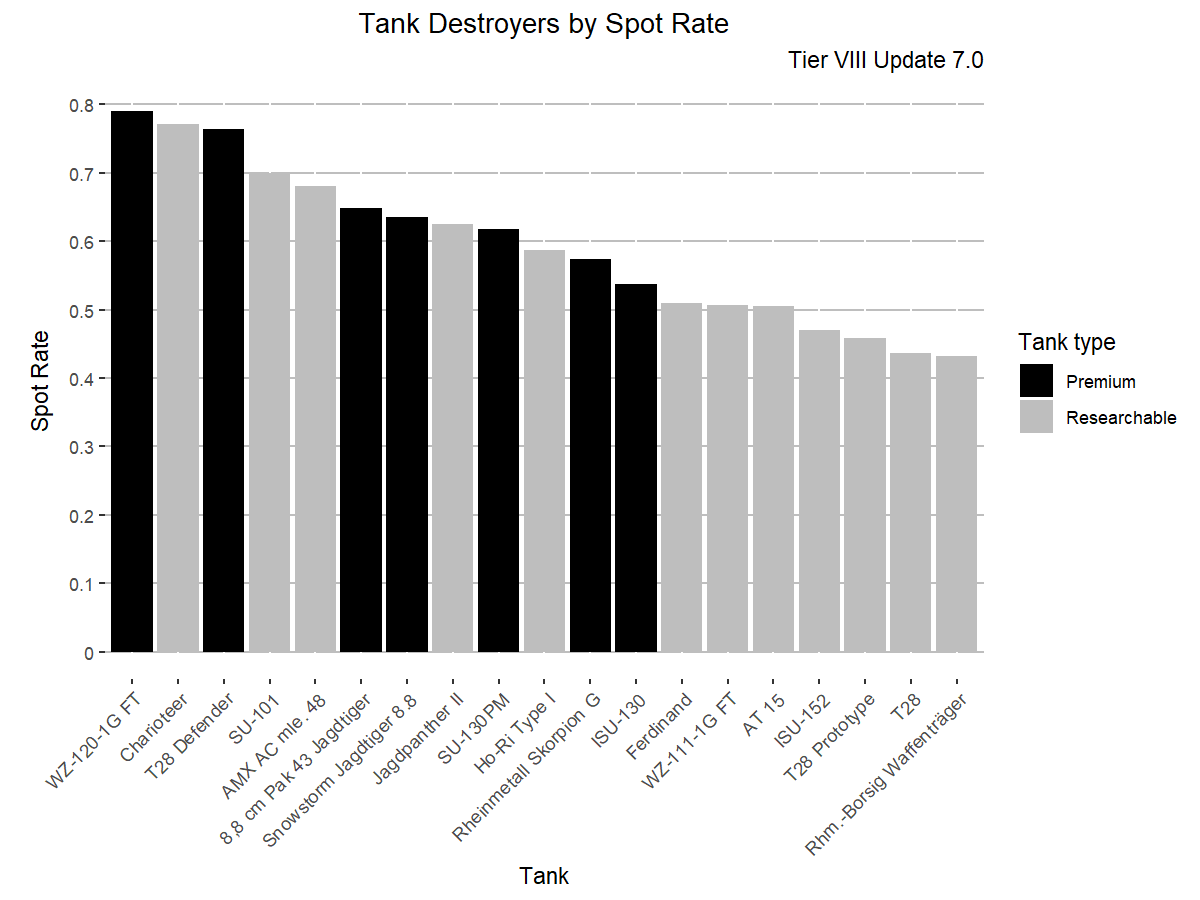 Tank Destroyers by Spot Rate
Tier VIII Update 7.0
0.8
0.7
0.6
0.5
0.4
0.3
0.2
0.1
0
Spot Rate
WZ-120-1G FT
Charioteer
T28 Defender
SU-101
AMX AC mle. 48
8,8 cm Pak 43 Jagdtiger
Snowstorm Jagdtiger 8.8
Jagdpanther II
SU-130PM
Ho-Ri Type I
Rheinmetall Skorpion G
ISU-130
Ferdinand
WZ-111-1G FT
AT 15
ISU-152
T28 Prototype
T28
Rhm.-Borsig Waffenträger
Tank
Tank type
Premium
Researchable